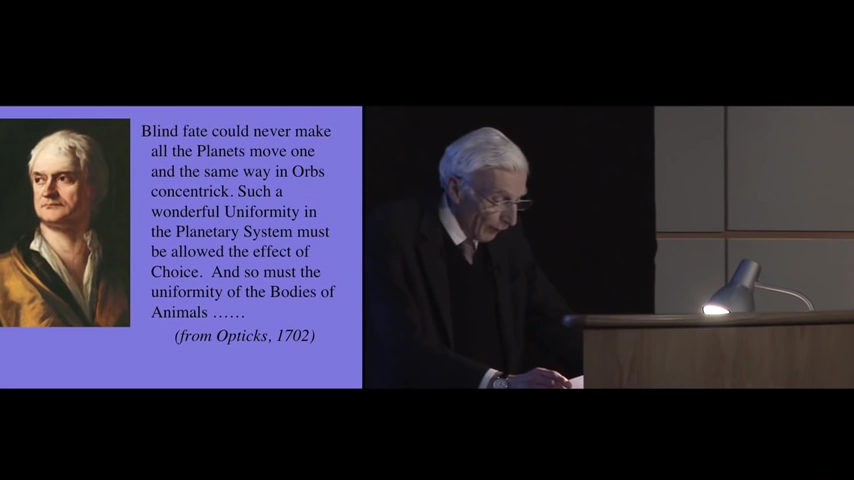 Blind fate could never make
all the Planets move one
and the same way in Orbs
concentrick. Such a
wonderful Uniformity in
the Planetary System must
be allowed the effect of
Choice.  And so must the
uniformity of the Bodies of
Animals ……
(from Opticks, 1702)